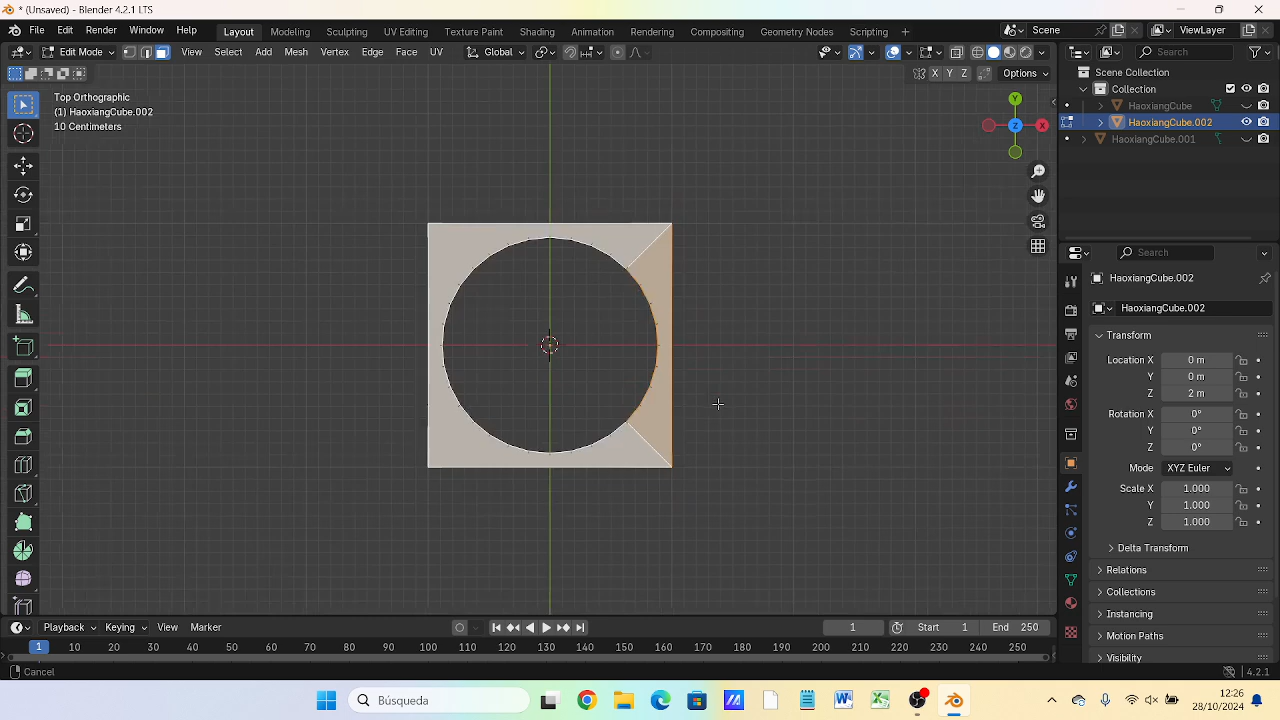 * (Unsaved) - Blender 4.2.1 LTS
File Edit Render Window Help Layout Modeling Sculpting UV Editing Texture Paint Shading Animation Rendering Compositing Geometry Nodes Scripting + Scene ViewLayer
Edit Mode View Select Add Mesh Vertex Edge Face UV Global Search
X Y Z Options
Scene Collection
Collection
HaoxiangCube
HaoxiangCube.002
HaoxiangCube.001
Top Orthographic
(1) HaoxiangCube.002
10 Centimeters
Y
Z
X
Search
HaoxiangCube.002
HaoxiangCube.002
Transform
Location X 0 m
Y 0 m
Z 2 m
Rotation X 0°
Y 0°
Z 0°
Mode XYZ Euler
Scale X 1.000
Y 1.000
Z 1.000
Delta Transform
Relations
Collections
Instancing
Motion Paths
Visibility
Playback Keying View Marker 1 Start 1 End 250
1 10 20 30 40 50 60 70 80 90 100 110 120 130 140 150 160 170 180 190 200 210 220 230 240 250
Cancel 4.2.1
Búsqueda
12:26
28/10/2024